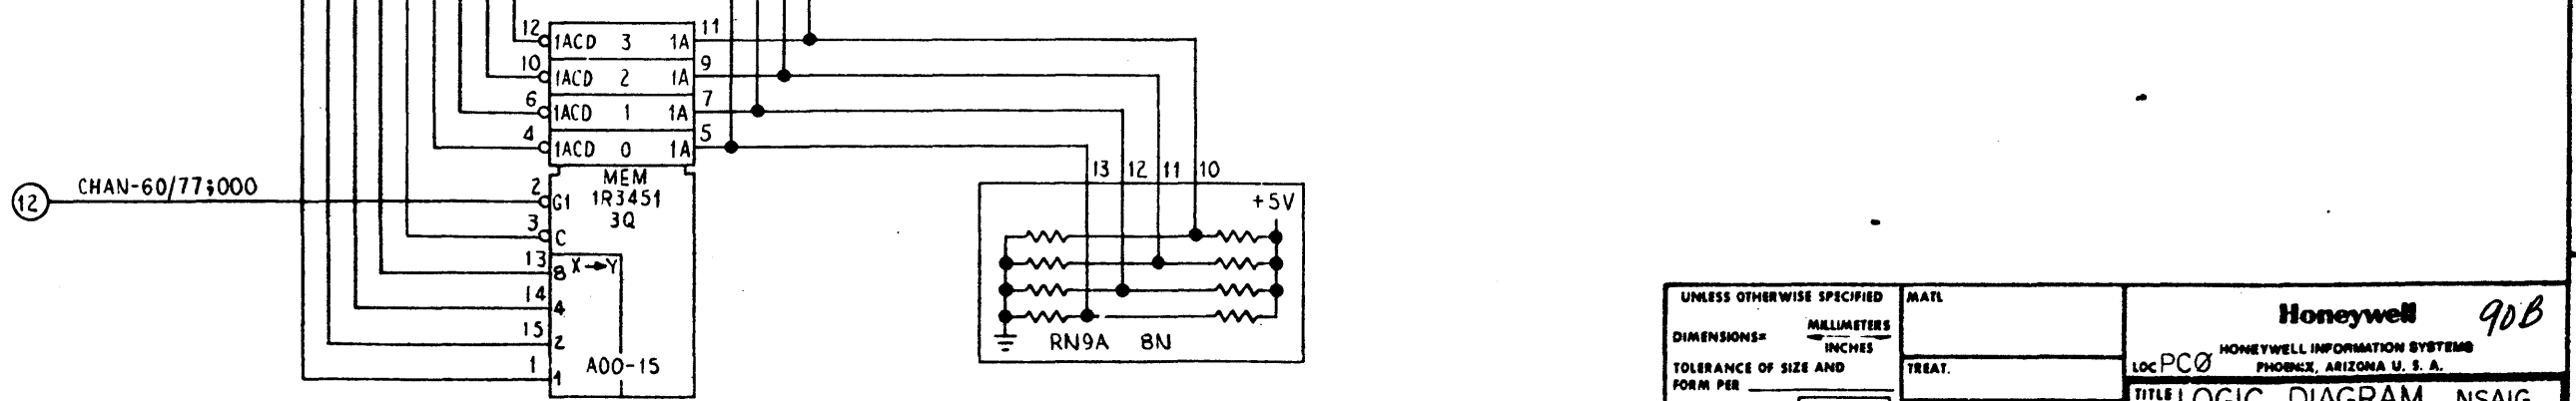 12 1ACD 3 1A 11
10 1ACD 2 1A 9
6 1ACD 1 1A 7
4 1ACD 0 1A 5
MEM
12 CHAN-60/77;000 2 G1 1R3451
3Q
3 C
13 8 X→Y
14 4
15 2
1 1 A00-15
13 12 11 10
+5V
RN9A 8N
UNLESS OTHERWISE SPECIFIED
DIMENSIONS= MILLIMETERS
INCHES
TOLERANCE OF SIZE AND
FORM PER
MATL
TREAT.
Honeywell 90B
HONEYWELL INFORMATION SYSTEMS
LOC PCØ PHOENIX, ARIZONA U. S. A.
TITLE LOGIC DIAGRAM NSAIG